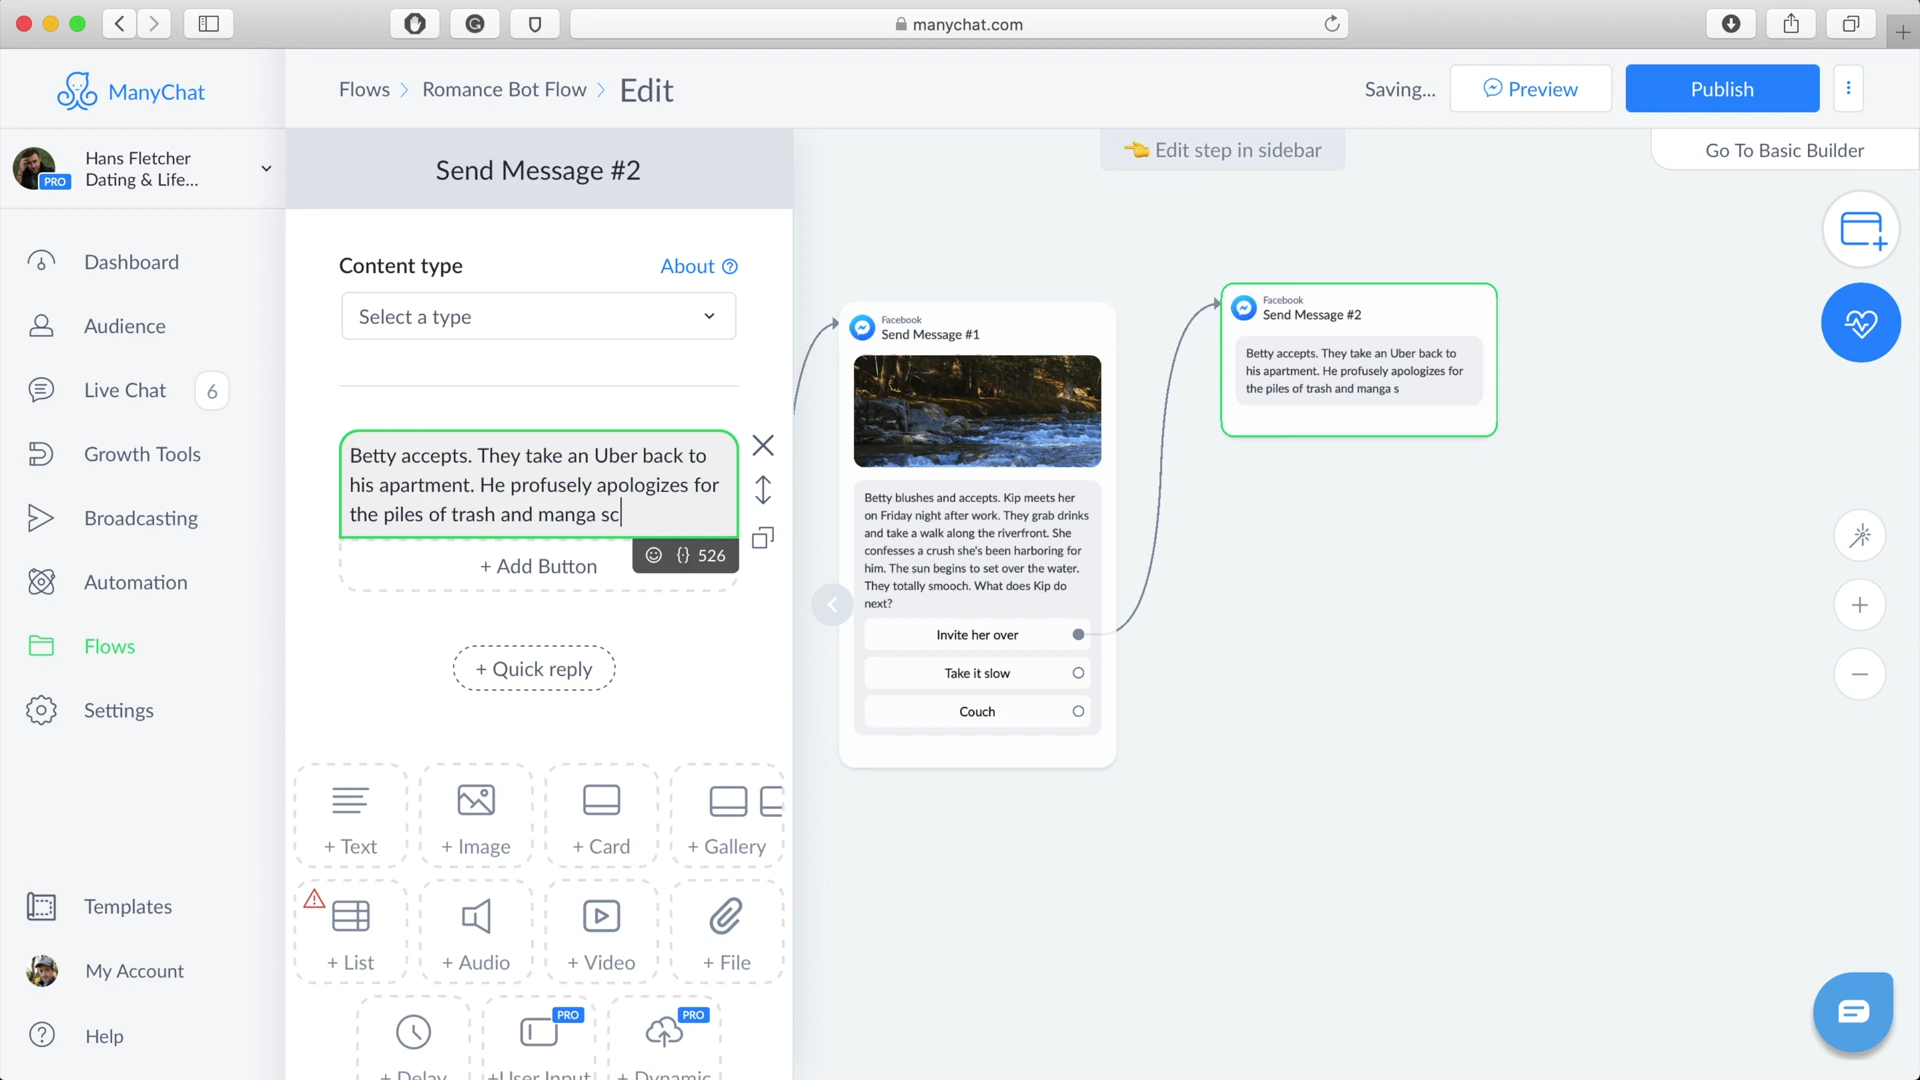 manychat.com
ManyChat
Flows
Romance Bot Flow
Edit
Saving...
Preview
Publish
Hans Fletcher
Dating & Life...
PRO
Send Message #2
👈 Edit step in sidebar
Go To Basic Builder
Dashboard
Audience
Live Chat
6
Growth Tools
Broadcasting
Automation
Flows
Settings
Templates
My Account
Help
Content type
About
Select a type
Betty accepts. They take an Uber back to
his apartment. He profusely apologizes for
the piles of trash and manga sc
526
+ Add Button
+ Quick reply
+ Text
+ Image
+ Card
+ Gallery
+ List
+ Audio
+ Video
+ File
PRO
PRO
+ Delay
+User Input
+ Dynamic
Facebook
Send Message #1
Betty blushes and accepts. Kip meets her
on Friday night after work. They grab drinks
and take a walk along the riverfront. She
confesses a crush she's been harboring for
him. The sun begins to set over the water.
They totally smooch. What does Kip do
next?
Invite her over
Take it slow
Couch
Facebook
Send Message #2
Betty accepts. They take an Uber back to
his apartment. He profusely apologizes for
the piles of trash and manga s